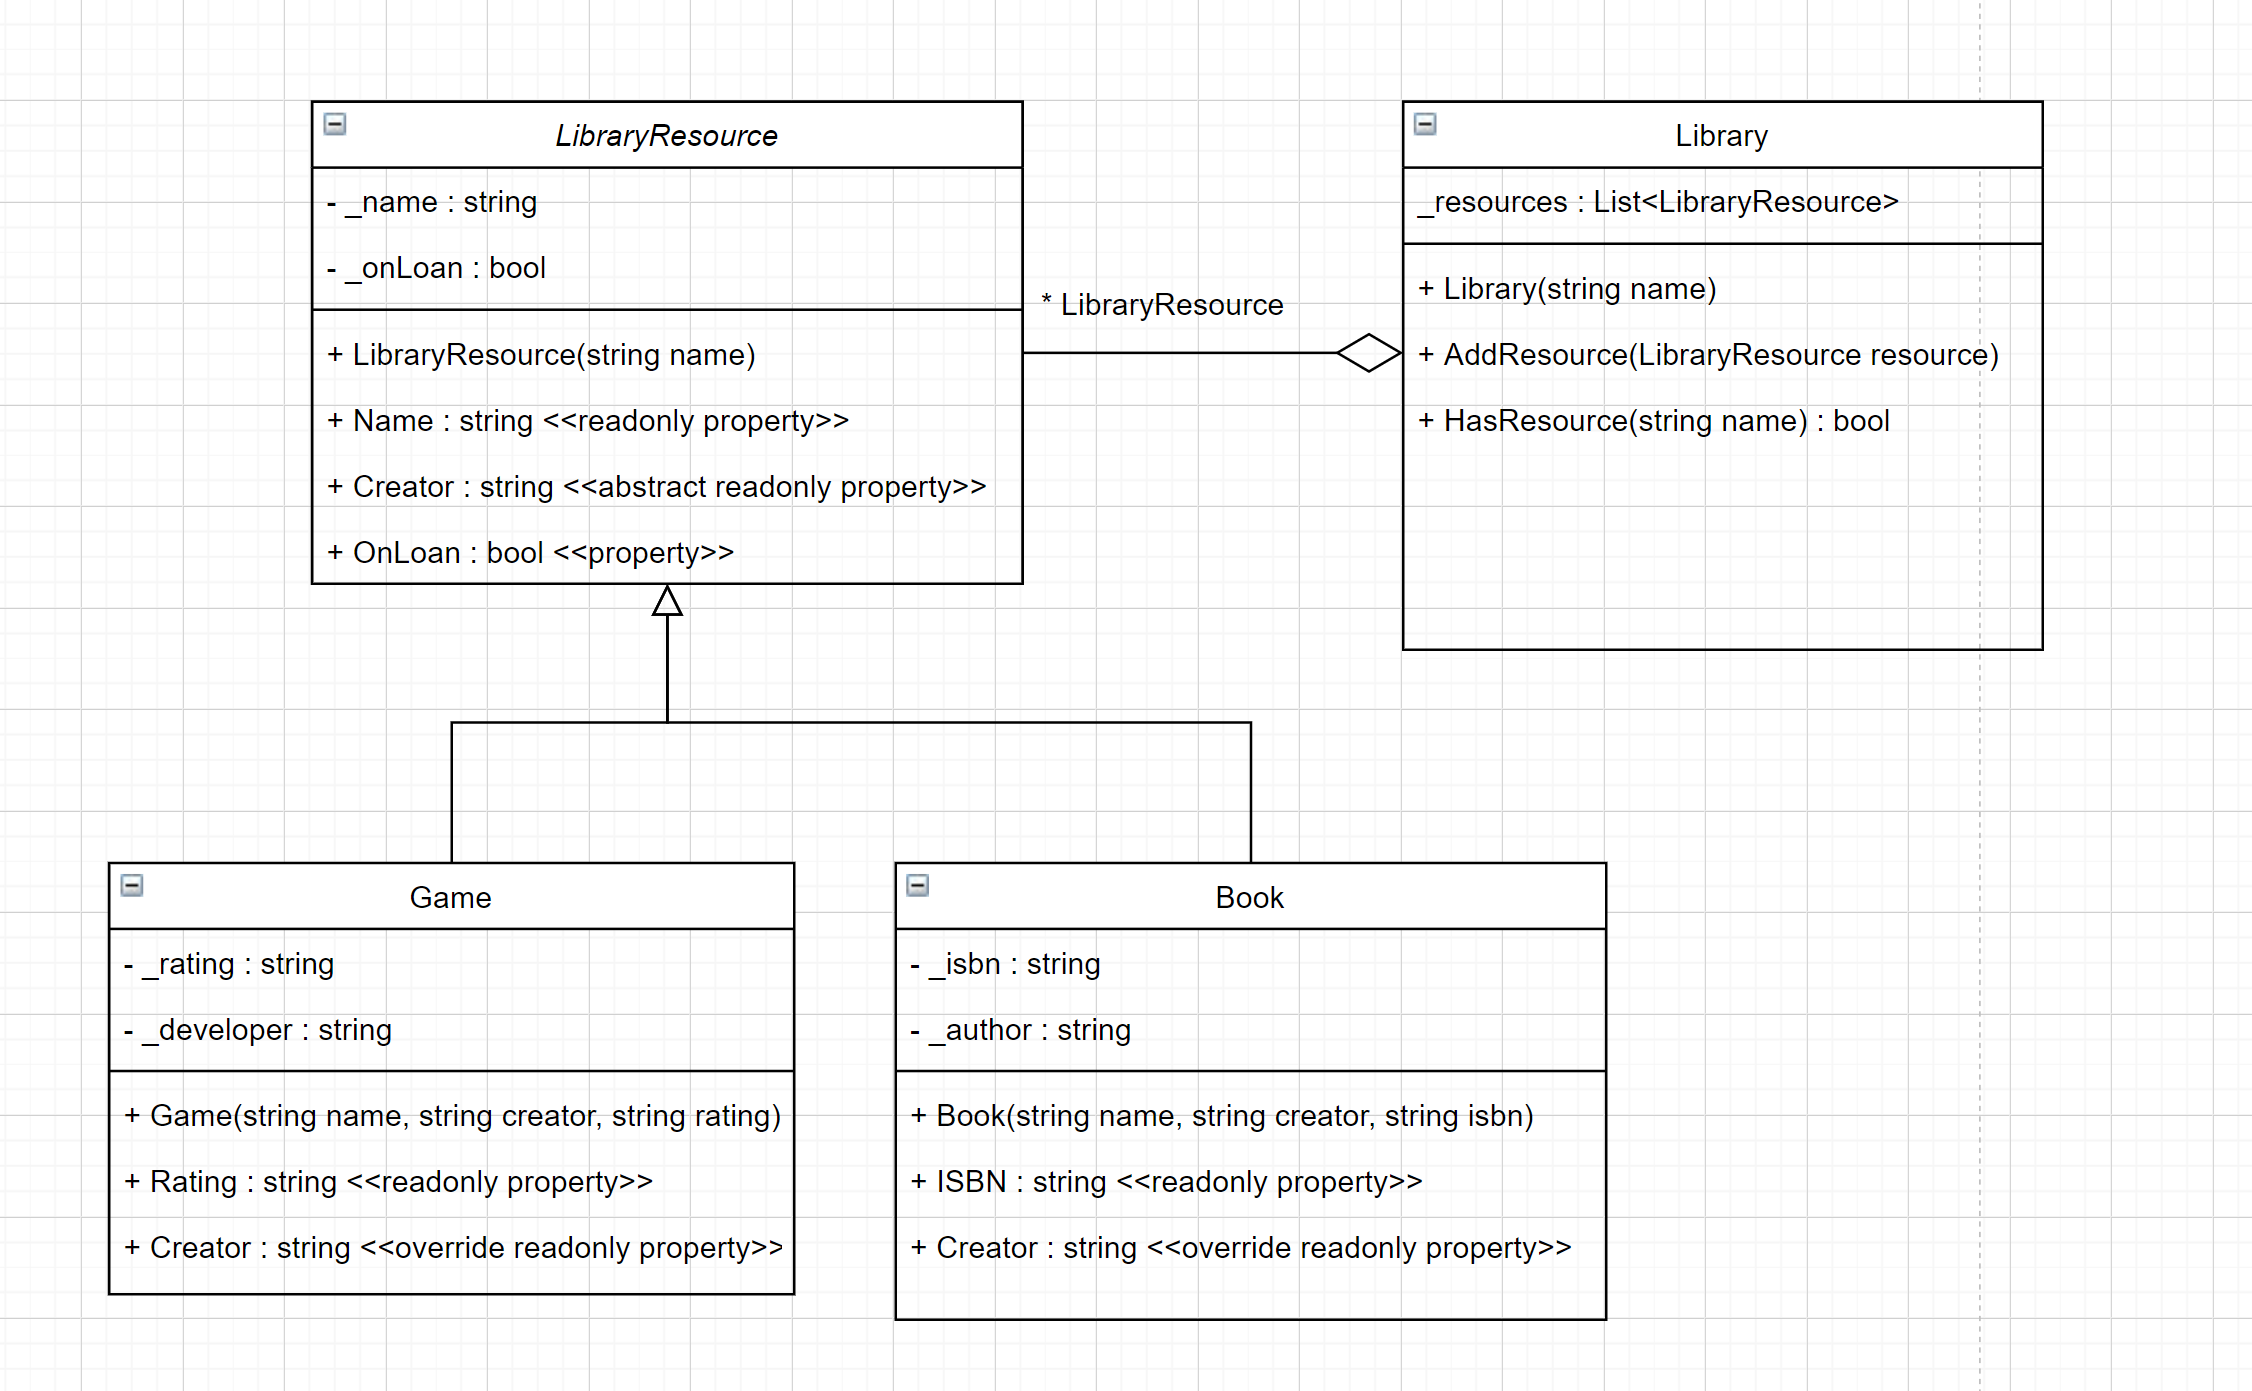 LibraryResource
- _name : string
- _onLoan : bool
+ LibraryResource(string name)
+ Name : string <<readonly property>>
+ Creator : string <<abstract readonly property>>
+ OnLoan : bool <<property>>
* LibraryResource
Library
_resources : List<LibraryResource>
+ Library(string name)
+ AddResource(LibraryResource resource)
+ HasResource(string name) : bool
Game
- _rating : string
- _developer : string
+ Game(string name, string creator, string rating)
+ Rating : string <<readonly property>>
+ Creator : string <<override readonly property>>
Book
- _isbn : string
- _author : string
+ Book(string name, string creator, string isbn)
+ ISBN : string <<readonly property>>
+ Creator : string <<override readonly property>>